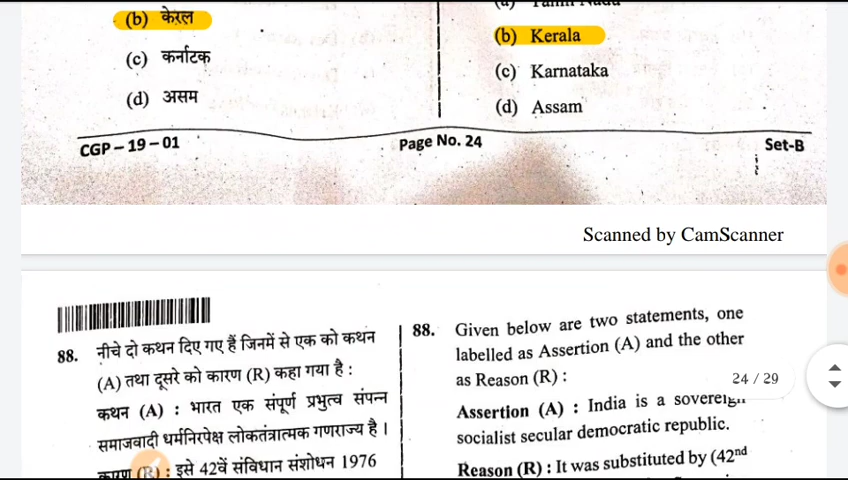 (b) केरल
(c) कर्नाटक
(d) असम
(b) Kerala
(c) Karnataka
(d) Assam
CGP – 19 – 01 Page No. 24 Set-B
Scanned by CamScanner
88. नीचे दो कथन दिए गए हैं जिनमें से एक को कथन
(A) तथा दूसरे को कारण (R) कहा गया है :
कथन (A) : भारत एक संपूर्ण प्रभुत्व संपन्न
समाजवादी धर्मनिरपेक्ष लोकतंत्रात्मक गणराज्य है।
(R) : इसे 42वें संविधान संशोधन 1976
88. Given below are two statements, one
labelled as Assertion (A) and the other
as Reason (R) :
24 / 29
Assertion (A) : India is a sovereign
socialist secular democratic republic.
Reason (R) : It was substituted by (42nd